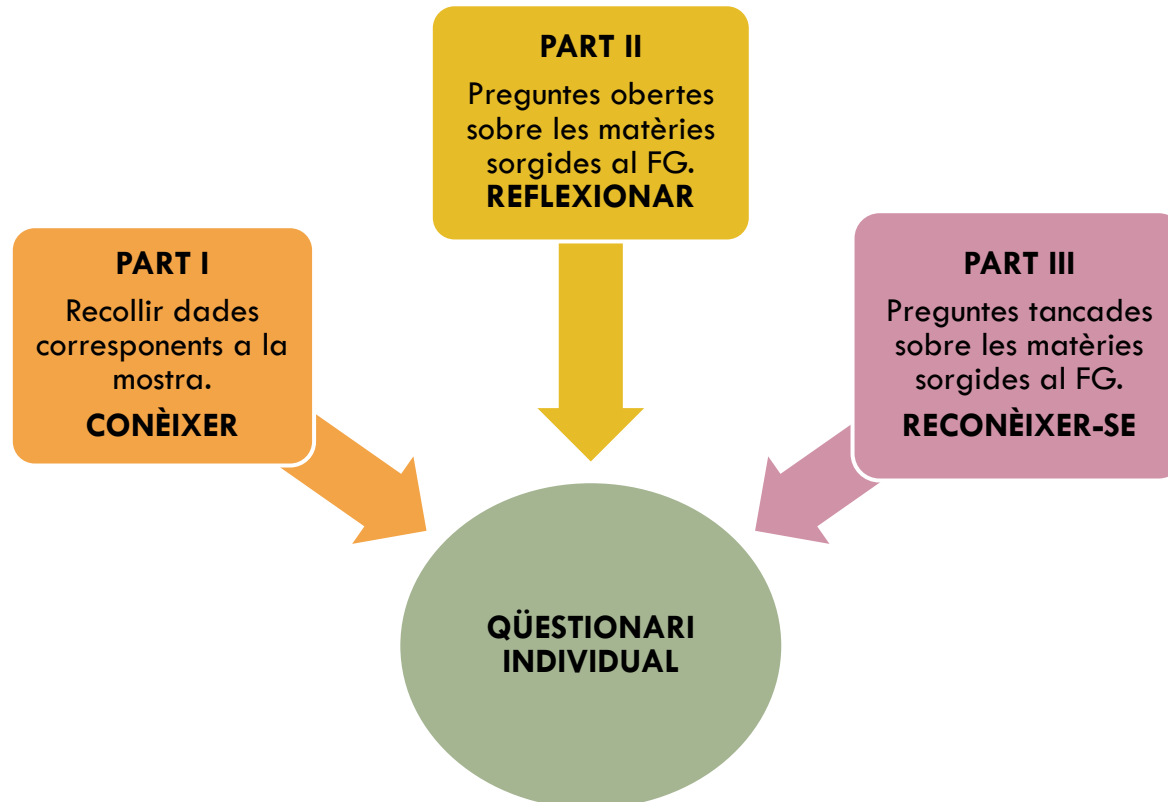 PART II
Preguntes obertes
sobre les matèries
sorgides al FG.
REFLEXIONAR
PART I
Recollir dades
corresponents a la
mostra.
CONÈIXER
PART III
Preguntes tancades
sobre les matèries
sorgides al FG.
RECONÈIXER-SE
QÜESTIONARI
INDIVIDUAL